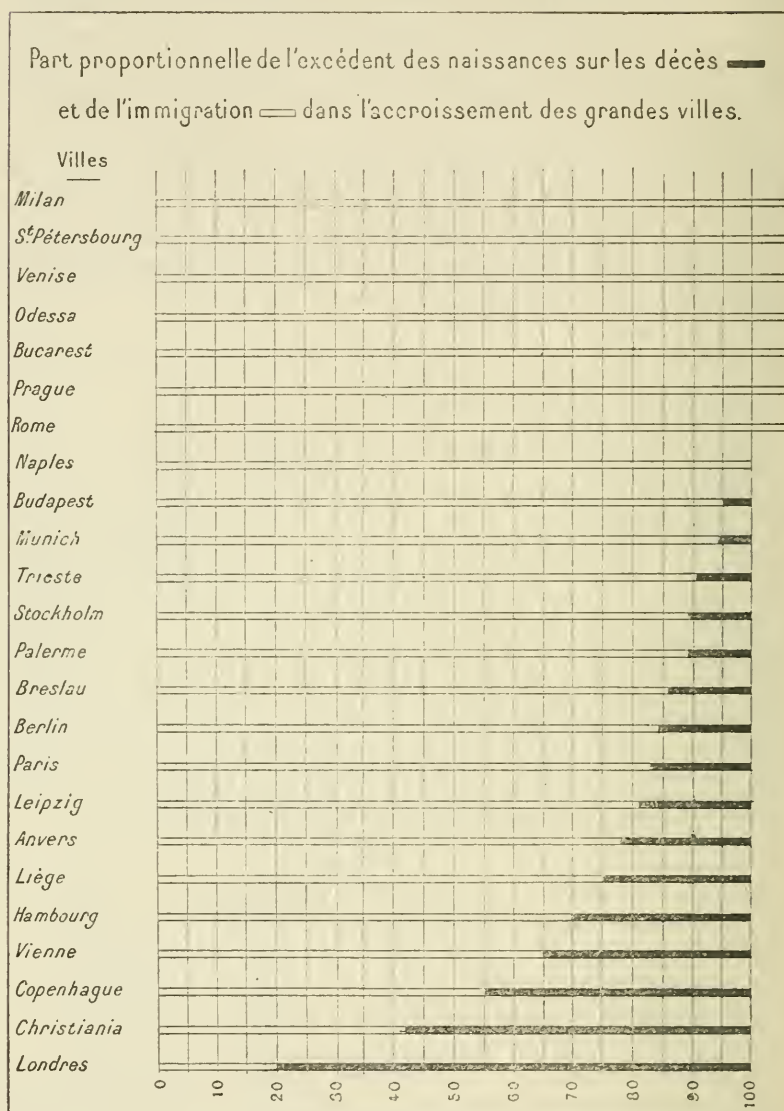 Part proportionnelle de l'excédent des naissances sur les décès
et de l'immigration dans l'accroissement des grandes villes.
Villes
Milan
St Pétersbourg
Venise
Odessa
Bucarest
Prague
Rome
Naples
Budapest
Munich
Trieste
Stockholm
Palerme
Breslau
Berlin
Paris
Leipzig
Anvers
Liège
Hambourg
Vienne
Copenhague
Christiania
Londres
0 10 20 30 40 50 60 70 80 90 100